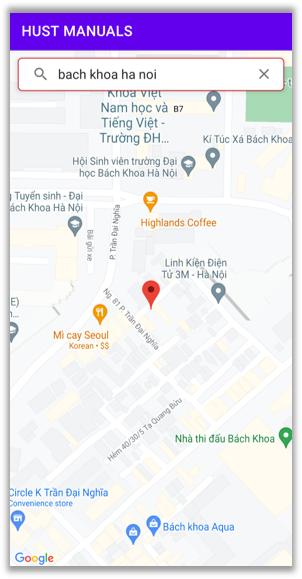 HUST MANUALS
bach khoa ha noi
Khoa Việt
Nam học và
B7
Tiếng Việt -
Trường ĐH...
Kí Túc Xá Bách Khoa
Hội Sinh viên trường Đại
học Bách Khoa Hà Nội
Tuyển sinh - Đại
Bách Khoa Hà Nội
P. Trần Đại Nghĩa
Bãi gửi xe
Highlands Coffee
Linh Kiện Điện
Tử 3M - Hà Nội
Ng. 81 P. Trần Đại Nghĩa
Mì cay Seoul
Korean • $$
Hẻm 40/30/5 Tạ Quang Bửu
Nhà thi đấu Bách Khoa
Circle K Trần Đại Nghĩa
Convenience store
Bách khoa Aqua
Google